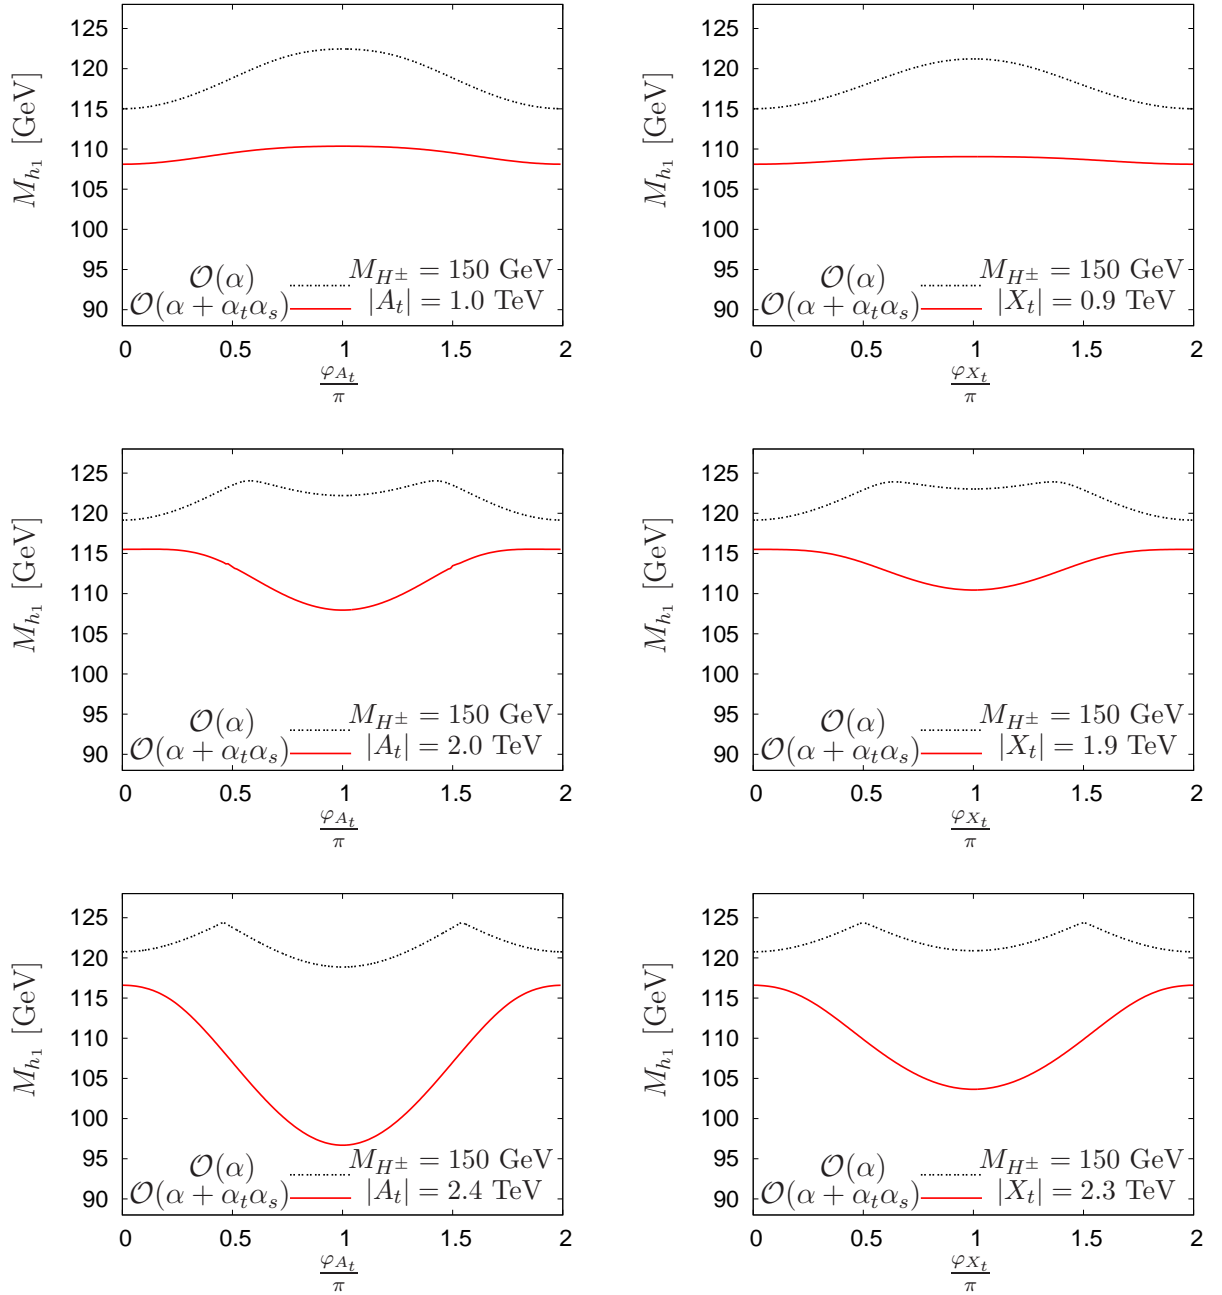 125
120
115
110
105
100
95
90
M_{h_1} [GeV]
O(α)
O(α + α_tα_s)
M_{H^±} = 150 GeV
|A_t| = 1.0 TeV
0 0.5 1 1.5 2
φ_{A_t}/π
125
120
115
110
105
100
95
90
M_{h_1} [GeV]
O(α)
O(α + α_tα_s)
M_{H^±} = 150 GeV
|X_t| = 0.9 TeV
0 0.5 1 1.5 2
φ_{X_t}/π
125
120
115
110
105
100
95
90
M_{h_1} [GeV]
O(α)
O(α + α_tα_s)
M_{H^±} = 150 GeV
|A_t| = 2.0 TeV
0 0.5 1 1.5 2
φ_{A_t}/π
125
120
115
110
105
100
95
90
M_{h_1} [GeV]
O(α)
O(α + α_tα_s)
M_{H^±} = 150 GeV
|X_t| = 1.9 TeV
0 0.5 1 1.5 2
φ_{X_t}/π
125
120
115
110
105
100
95
90
M_{h_1} [GeV]
O(α)
O(α + α_tα_s)
M_{H^±} = 150 GeV
|A_t| = 2.4 TeV
0 0.5 1 1.5 2
φ_{A_t}/π
125
120
115
110
105
100
95
90
M_{h_1} [GeV]
O(α)
O(α + α_tα_s)
M_{H^±} = 150 GeV
|X_t| = 2.3 TeV
0 0.5 1 1.5 2
φ_{X_t}/π